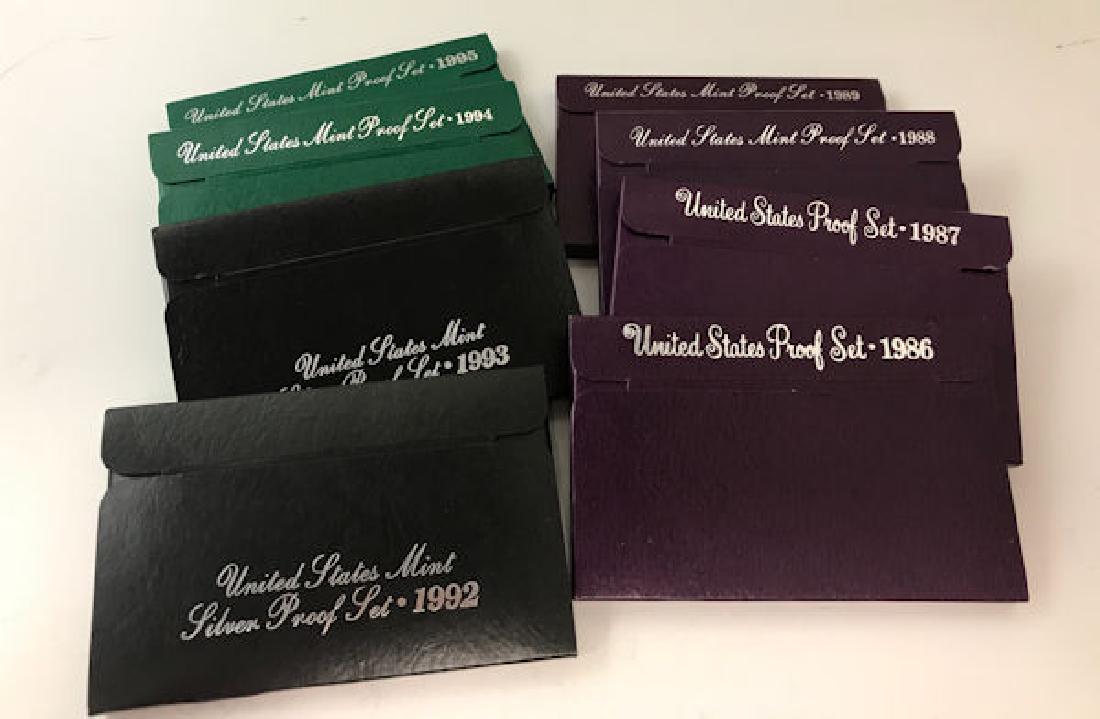 United States Mint Proof Set • 1995
United States Mint Proof Set • 1994
United States Mint
Silver Proof Set • 1993
United States Mint
Silver Proof Set • 1992
United States Mint Proof Set • 1989
United States Mint Proof Set • 1988
United States Proof Set • 1987
United States Proof Set • 1986